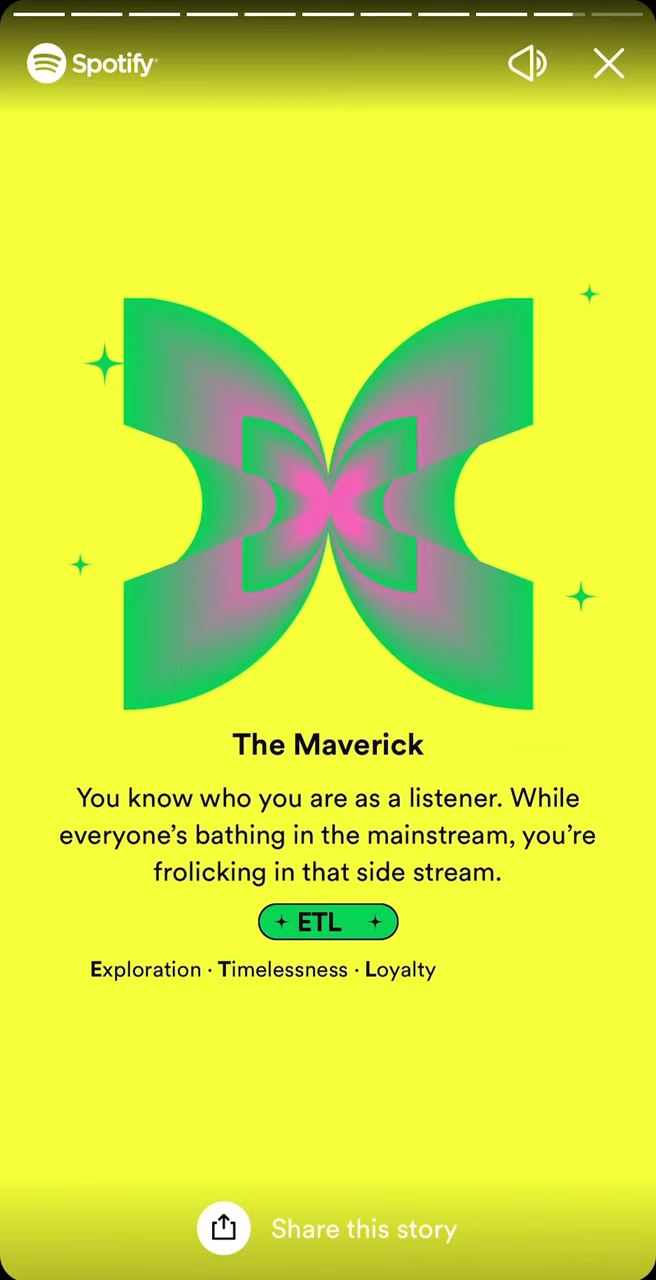 Spotify
The Maverick
You know who you are as a listener. While
everyone’s bathing in the mainstream, you’re
frolicking in that side stream.
ETL
Exploration · Timelessness · Loyalty
Share this story